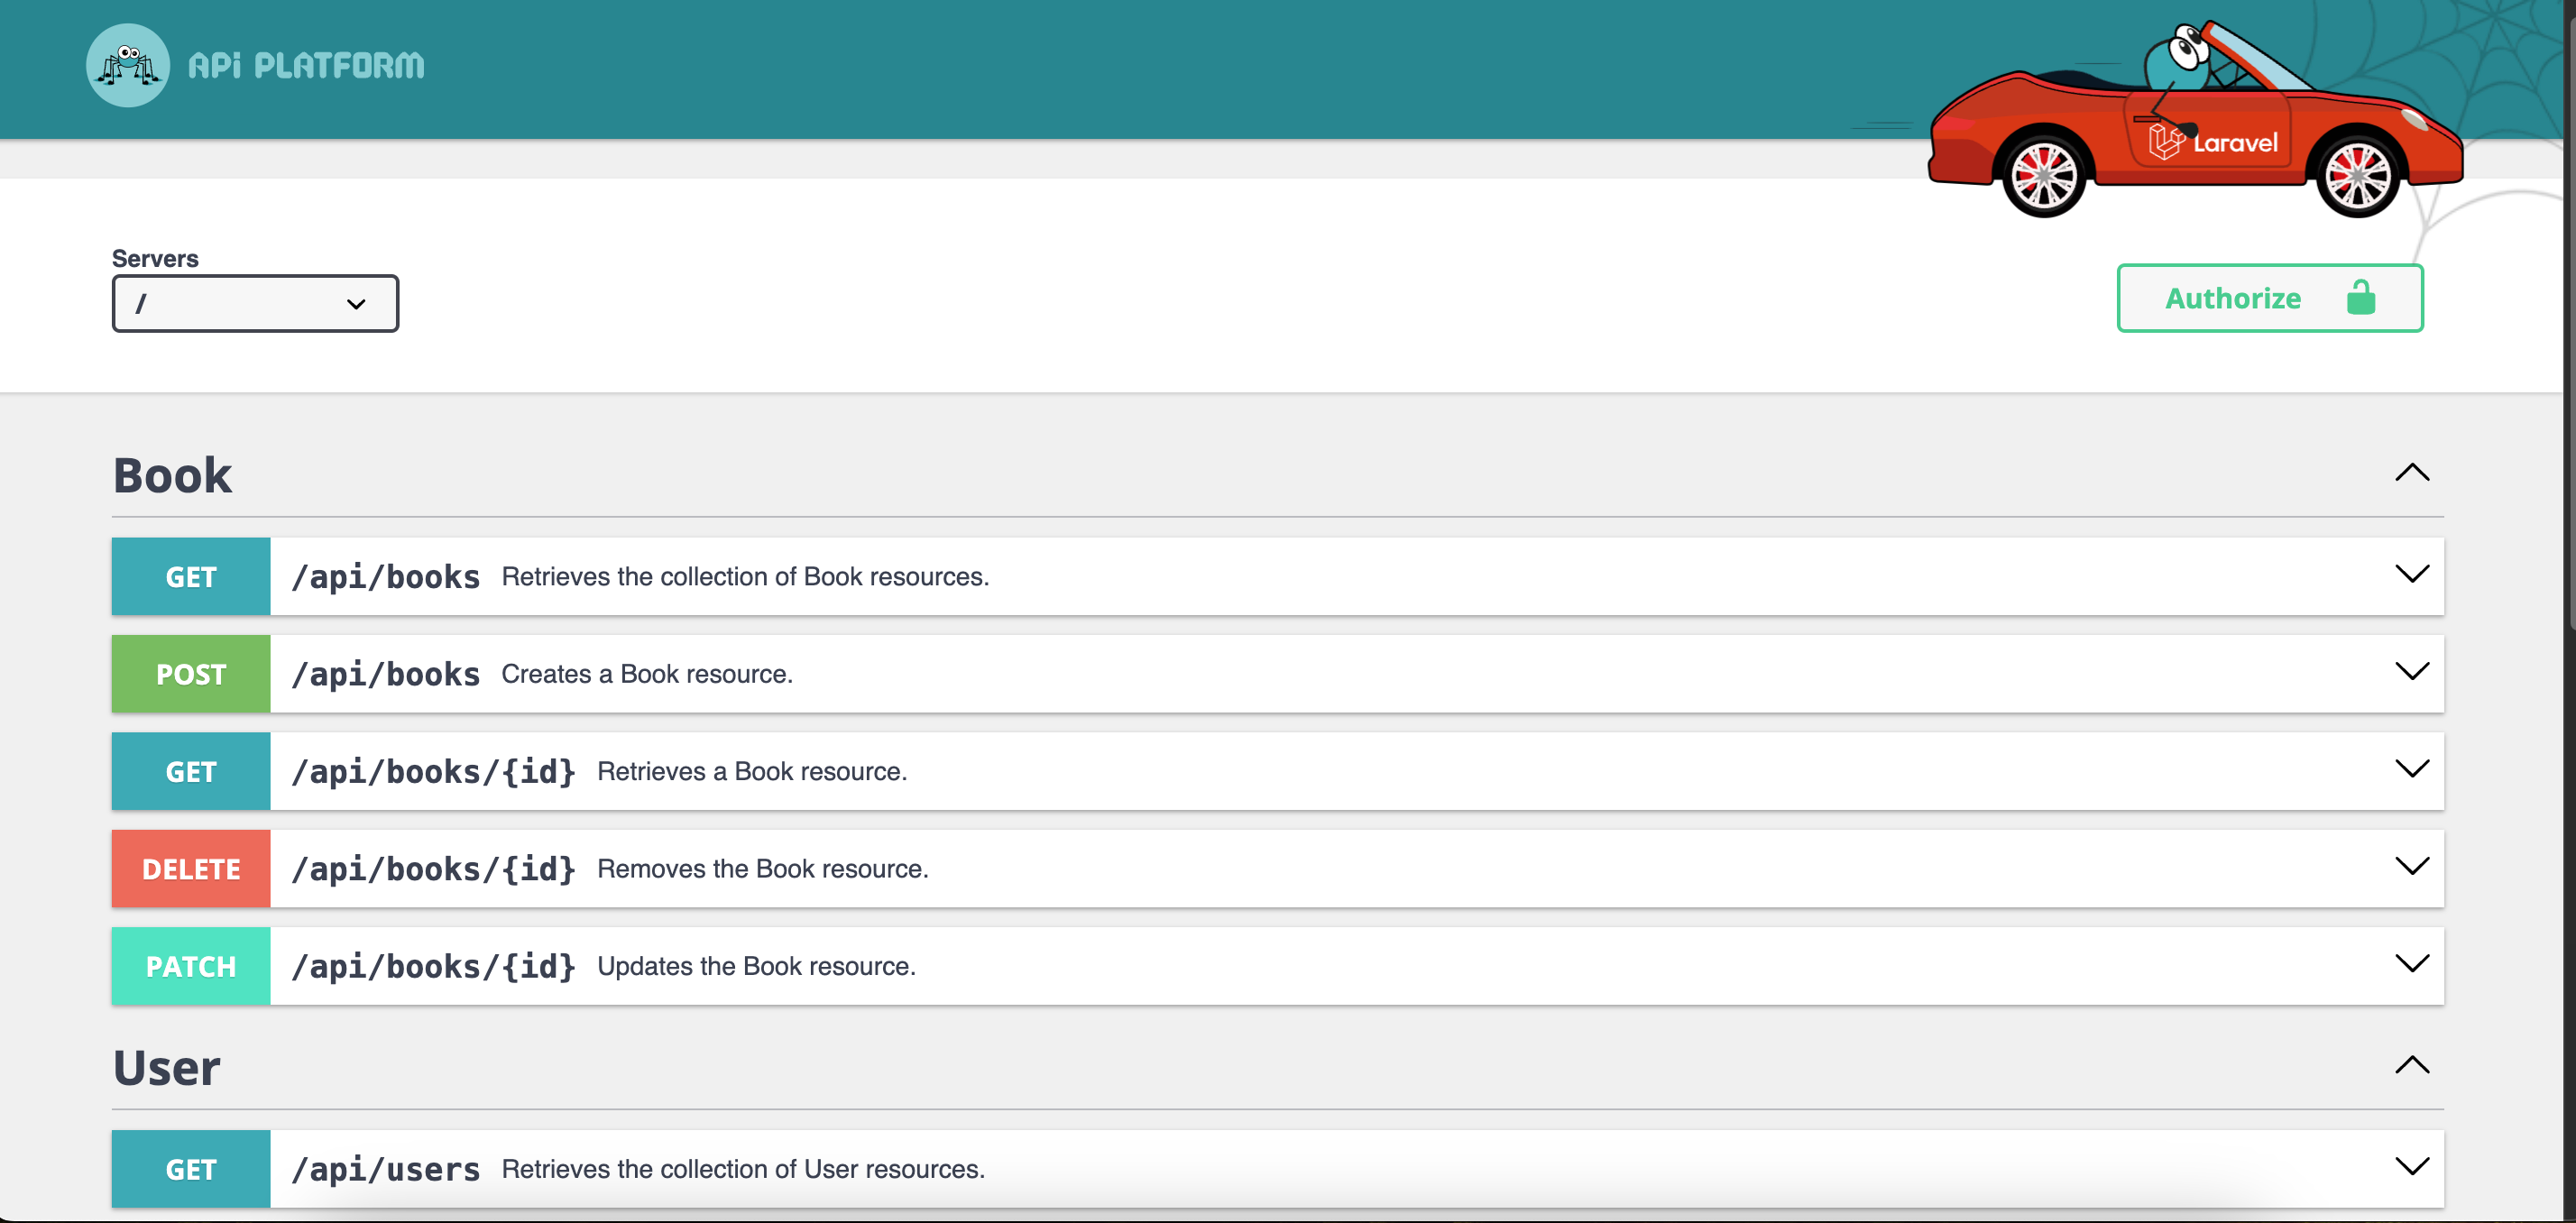 APi PLATFORM
Laravel
Servers
/
Authorize
Book
GET /api/books Retrieves the collection of Book resources.
POST /api/books Creates a Book resource.
GET /api/books/{id} Retrieves a Book resource.
DELETE /api/books/{id} Removes the Book resource.
PATCH /api/books/{id} Updates the Book resource.
User
GET /api/users Retrieves the collection of User resources.